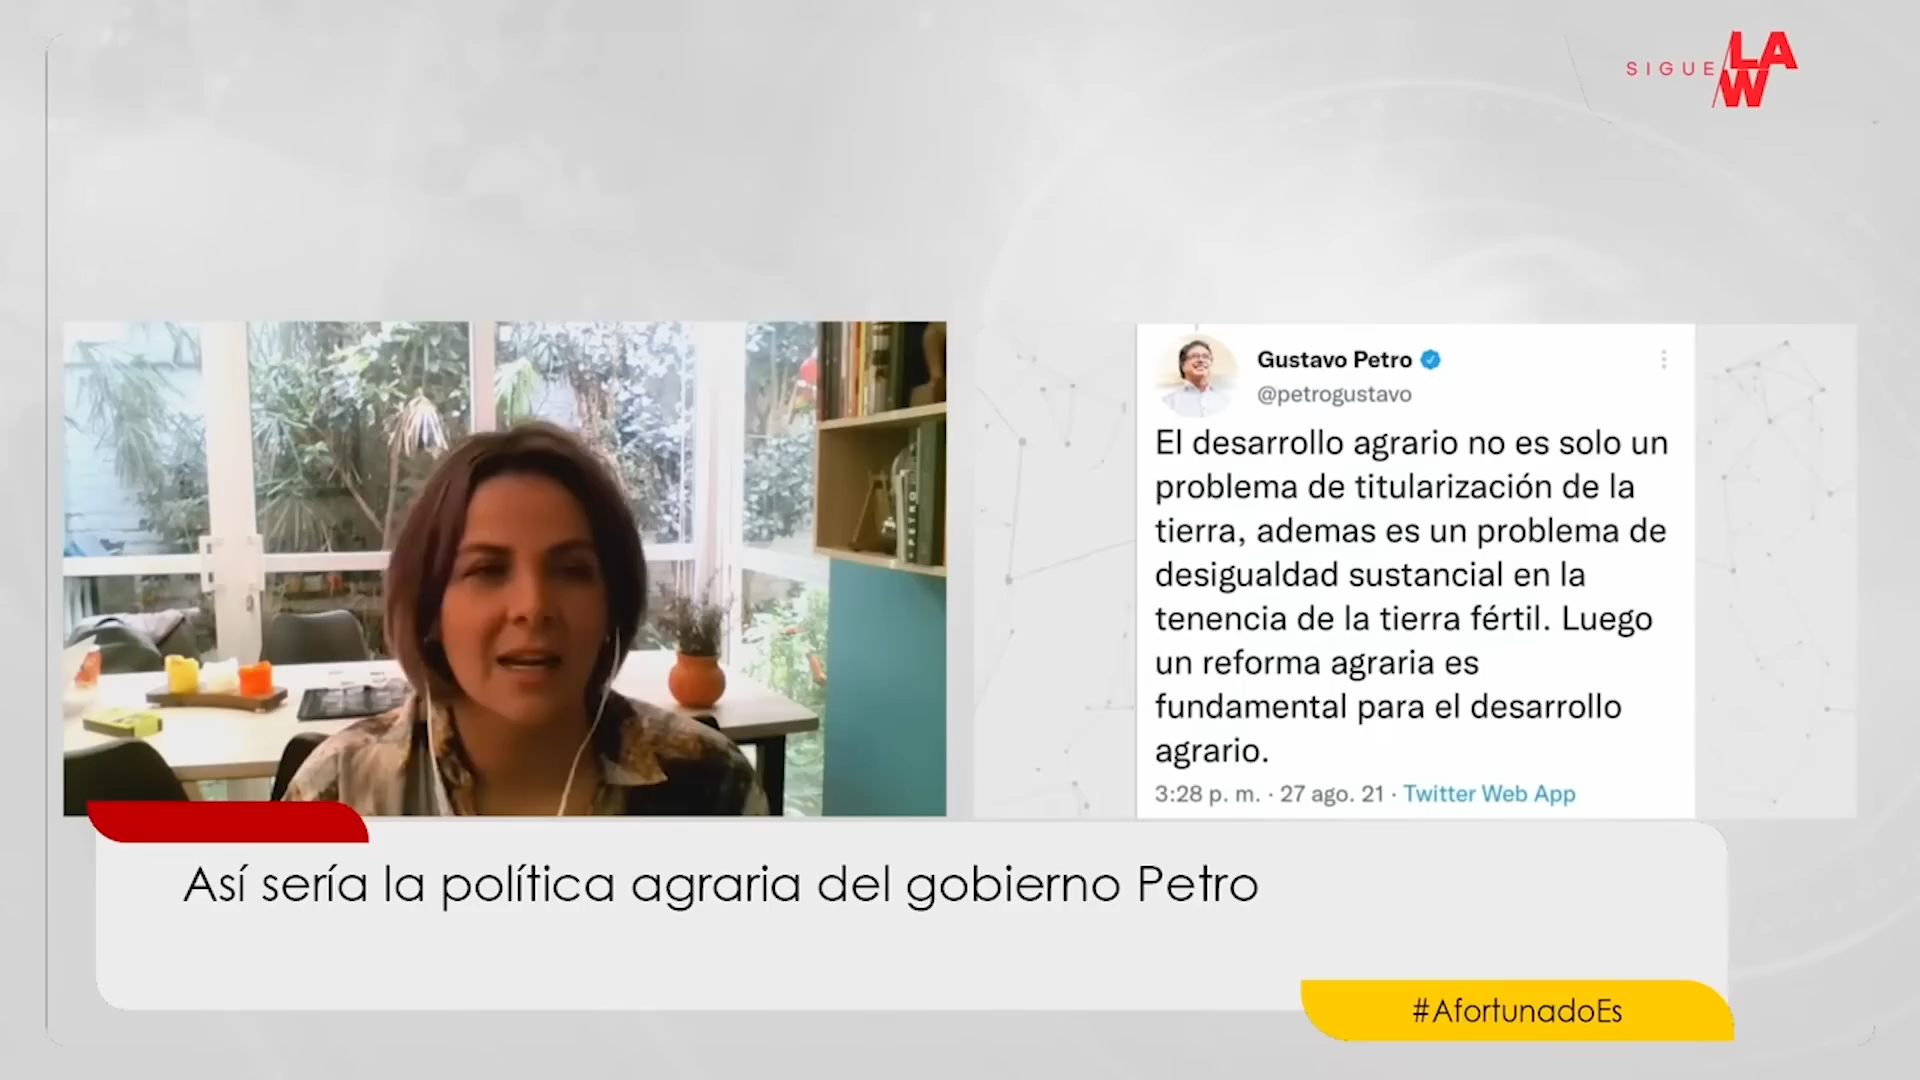 SIGUE LA W
PETRO
Gustavo Petro
@petrogustavo
El desarrollo agrario no es solo un
problema de titularización de la
tierra, ademas es un problema de
desigualdad sustancial en la
tenencia de la tierra fértil. Luego
un reforma agraria es
fundamental para el desarrollo
agrario.
3:28 p. m. · 27 ago. 21 · Twitter Web App
Así sería la política agraria del gobierno Petro
#AfortunadoEs